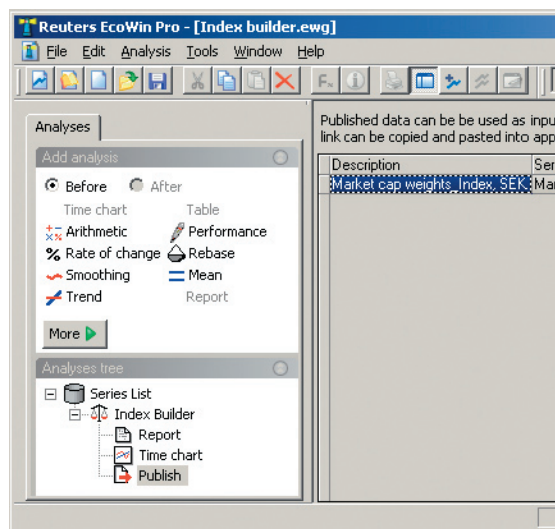 Reuters EcoWin Pro - [Index builder.ewg]
File Edit Analysis Tools Window Help
Analyses
Add analysis
Before After
Time chart Table
Arithmetic Performance
% Rate of change Rebase
Smoothing Mean
Trend Report
More
Analyses tree
Series List
Index Builder
Report
Time chart
Publish
Published data can be be used as inpu
link can be copied and pasted into app
Description Ser
Market cap weights_Index, SEK Mar